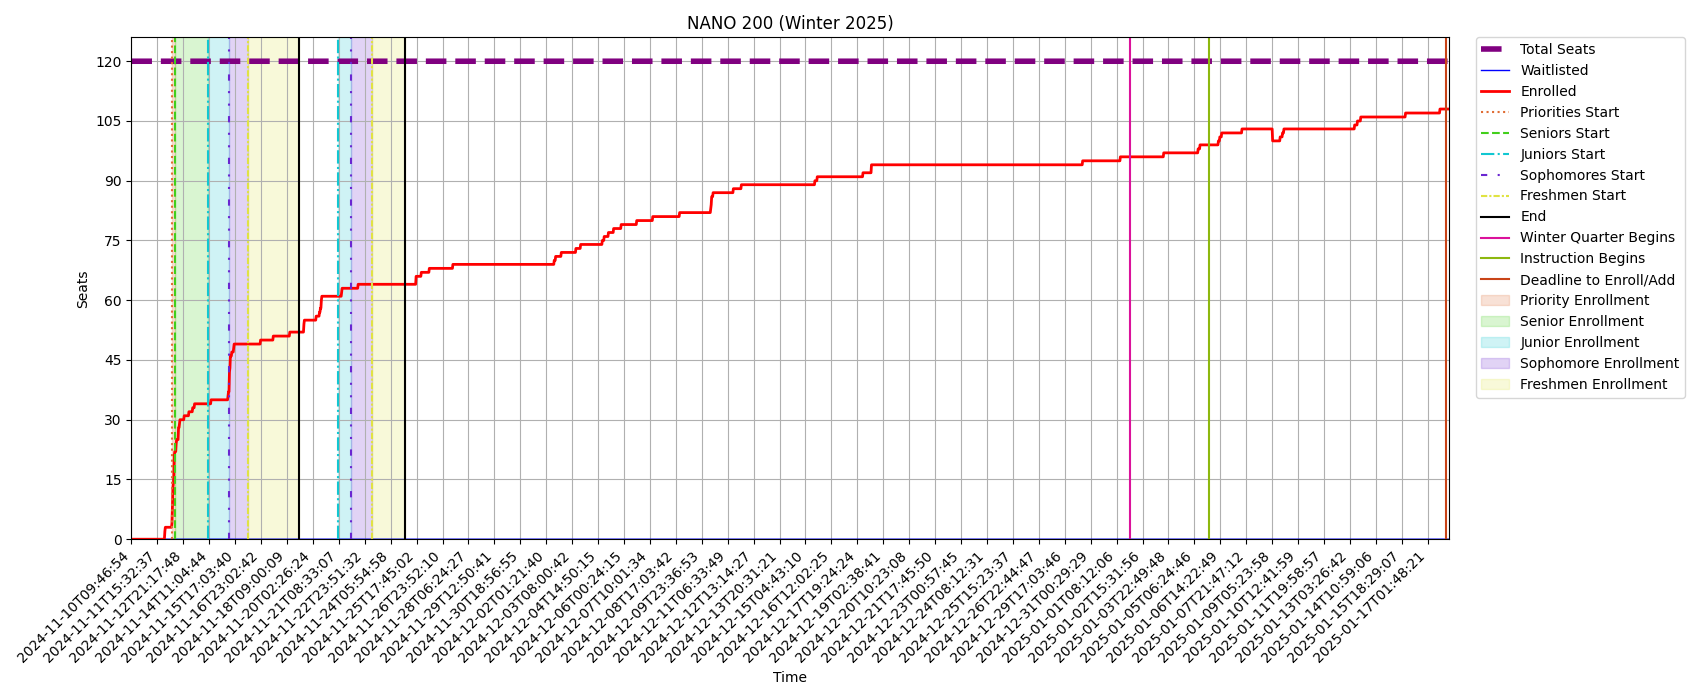 NANO 200 (Winter 2025)
Seats
120
105
90
75
60
45
30
15
0
2024-11-10T09:46:54
2024-11-11T15:32:37
2024-11-12T21:17:48
2024-11-14T11:04:44
2024-11-15T17:03:40
2024-11-16T23:02:42
2024-11-18T09:00:09
2024-11-20T02:26:24
2024-11-21T08:33:07
2024-11-22T23:51:32
2024-11-24T05:54:58
2024-11-25T17:45:02
2024-11-26T23:52:10
2024-11-28T06:24:27
2024-11-29T12:50:41
2024-11-30T18:56:55
2024-12-02T01:21:40
2024-12-03T08:00:42
2024-12-04T14:50:15
2024-12-06T00:24:15
2024-12-07T10:01:34
2024-12-08T17:03:42
2024-12-09T23:36:53
2024-12-11T06:33:49
2024-12-12T13:14:27
2024-12-13T20:31:21
2024-12-15T04:43:10
2024-12-16T12:02:25
2024-12-17T19:24:24
2024-12-19T02:38:41
2024-12-20T10:23:08
2024-12-21T17:45:50
2024-12-23T00:57:45
2024-12-24T08:12:31
2024-12-25T15:23:37
2024-12-26T22:44:47
2024-12-29T17:03:46
2024-12-31T00:29:29
2025-01-01T08:12:06
2025-01-02T15:31:56
2025-01-03T22:49:48
2025-01-05T06:24:46
2025-01-06T14:22:49
2025-01-07T21:47:12
2025-01-09T05:23:58
2025-01-10T12:41:59
2025-01-11T19:58:57
2025-01-13T03:26:42
2025-01-14T10:59:06
2025-01-15T18:29:07
2025-01-17T01:48:21
Time
Total Seats
Waitlisted
Enrolled
Priorities Start
Seniors Start
Juniors Start
Sophomores Start
Freshmen Start
End
Winter Quarter Begins
Instruction Begins
Deadline to Enroll/Add
Priority Enrollment
Senior Enrollment
Junior Enrollment
Sophomore Enrollment
Freshmen Enrollment